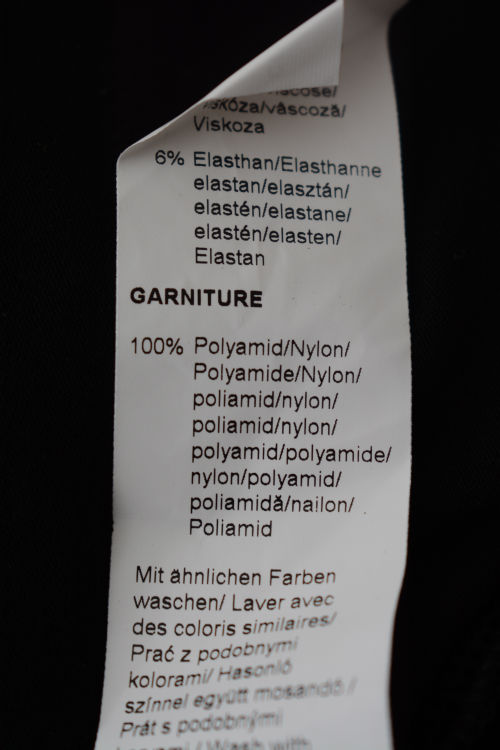 Viskóza/vâscoză/
Viskoza
6% Elasthan/Elasthanne
elastan/elasztán/
elastén/elastane/
elastén/elasten/
Elastan
GARNITURE
100% Polyamid/Nylon/
Polyamide/Nylon/
poliamid/nylon/
poliamid/nylon/
polyamid/polyamide/
nylon/polyamid/
poliamidă/nailon/
Poliamid
Mit ähnlichen Farben
waschen/ Laver avec
des coloris similaires/
Prać z podobnymi
kolorami/ Hasonló
színnel együtt mosandó./
Prát s podobnými